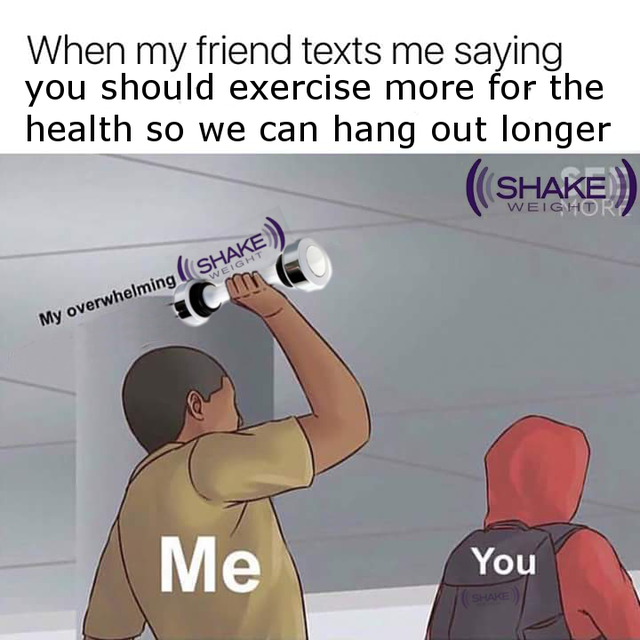 When my friend texts me saying
you should exercise more for the
health so we can hang out longer
SHAKE
WEIGHT
SHAKE
WEIGHT
My overwhelming
Me
You
SHAKE